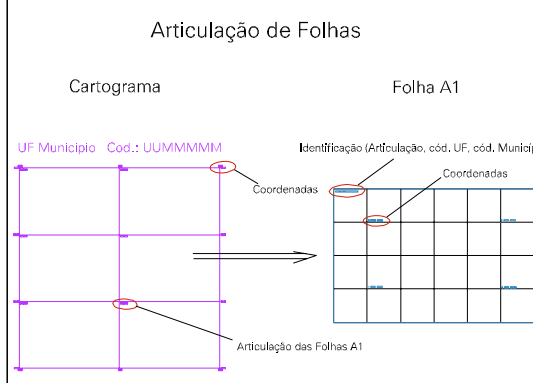 Articulação de Folhas
Cartograma
Folha A1
UF Municipio Cod.: UUMMMMM
Identificação (Articulação, cód. UF, cód. Municíp
Coordenadas
Coordenadas
Articulação das Folhas A1